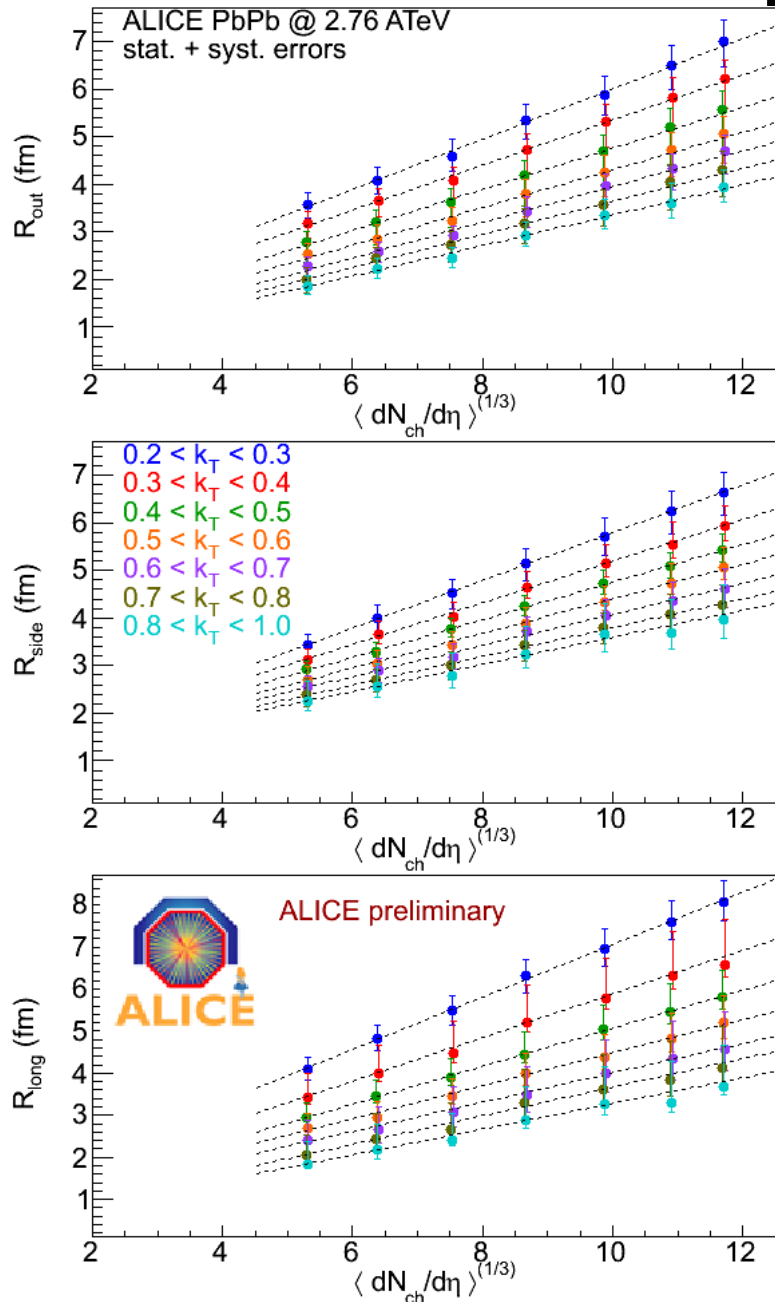 ALICE PbPb @ 2.76 ATeV
stat. + syst. errors
R_out (fm)
7
6
5
4
3
2
1
2 4 6 8 10 12
⟨ dN_ch/dη ⟩^(1/3)
0.2 < k_T < 0.3
0.3 < k_T < 0.4
0.4 < k_T < 0.5
0.5 < k_T < 0.6
0.6 < k_T < 0.7
0.7 < k_T < 0.8
0.8 < k_T < 1.0
R_side (fm)
7
6
5
4
3
2
1
2 4 6 8 10 12
⟨ dN_ch/dη ⟩^(1/3)
ALICE preliminary
ALICE
R_long (fm)
8
7
6
5
4
3
2
1
2 4 6 8 10 12
⟨ dN_ch/dη ⟩^(1/3)